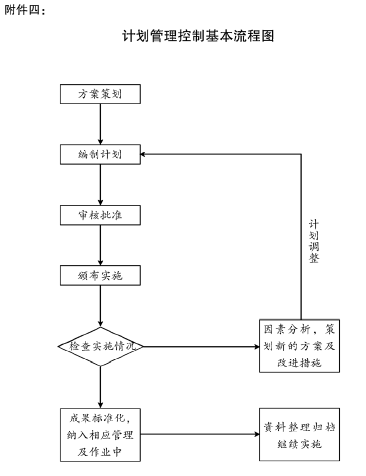 附件四：
计划管理控制基本流程图
方案策划
编制计划
审核批准
颁布实施
检查实施情况
计划调整
因素分析、策
划新的方案及
改进措施
成果标准化，
纳入相应管理
及作业中
资料整理归档
继续实施